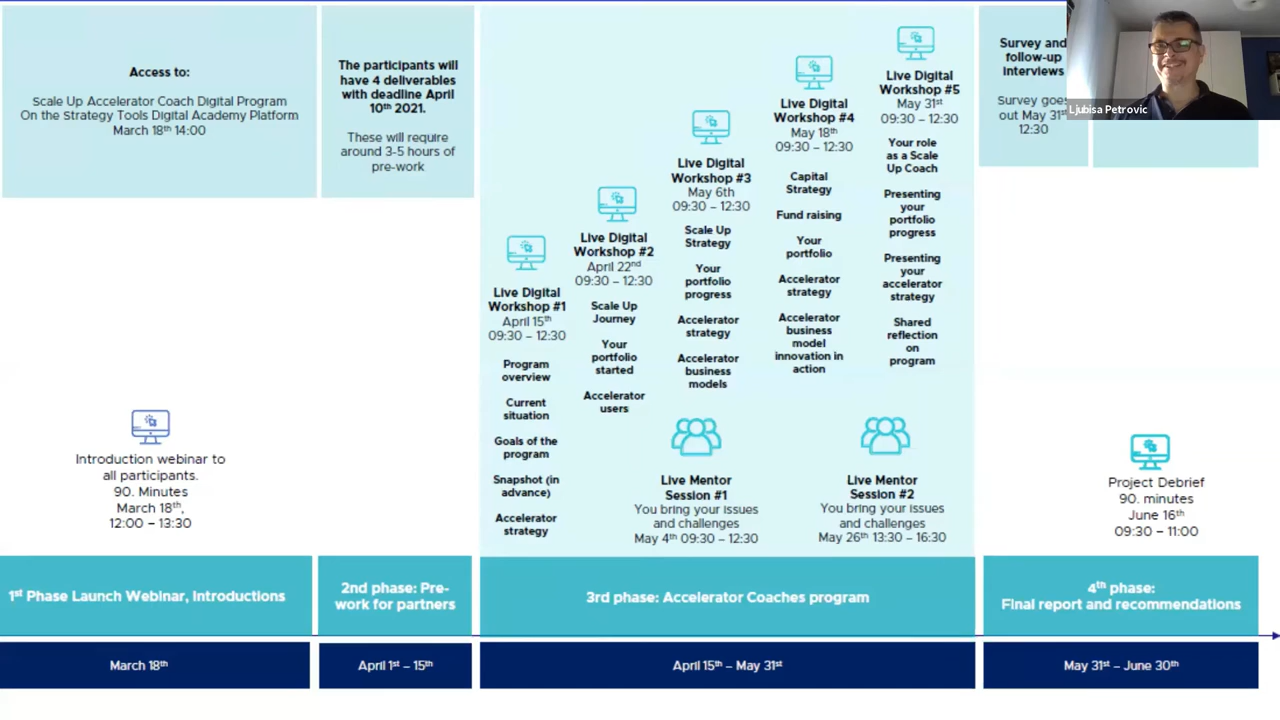 Access to:
Scale Up Accelerator Coach Digital Program
On the Strategy Tools Digital Academy Platform
March 18th 14:00
The participants will
have 4 deliverables
with deadline April
10th 2021.
These will require
around 3-5 hours of
pre-work
Live Digital
Workshop #1
April 15th
09:30 – 12:30
Program
overview
Current
situation
Goals of the
program
Snapshot (in
advance)
Accelerator
strategy
Live Digital
Workshop #2
April 22nd
09:30 – 12:30
Scale Up
Journey
Your
portfolio
started
Accelerator
users
Live Digital
Workshop #3
May 6th
09:30 – 12:30
Scale Up
Strategy
Your
portfolio
progress
Accelerator
strategy
Accelerator
business
models
Live Digital
Workshop #4
May 18th
09:30 – 12:30
Capital
Strategy
Fund raising
Your
portfolio
Accelerator
strategy
Accelerator
business
model
innovation in
action
Live Digital
Workshop #5
May 31st
09:30 – 12:30
Your role
as a Scale
Up Coach
Presenting
your
portfolio
progress
Presenting
your
accelerator
strategy
Shared
reflection
on
program
Survey and
follow-up
Interviews
Survey goes
out May 31st
12:30
Ljubisa Petrovic
Introduction webinar to
all participants.
90. Minutes
March 18th,
12:00 – 13:30
Live Mentor
Session #1
You bring your issues
and challenges
May 4th 09:30 – 12:30
Live Mentor
Session #2
You bring your issues
and challenges
May 26th 13:30 – 16:30
Project Debrief
90. minutes
June 16th
09:30 – 11:00
1st Phase Launch Webinar, Introductions
2nd phase: Pre-
work for partners
3rd phase: Accelerator Coaches program
4th phase:
Final report and recommendations
March 18th
April 1st – 15th
April 15th – May 31st
May 31st – June 30th